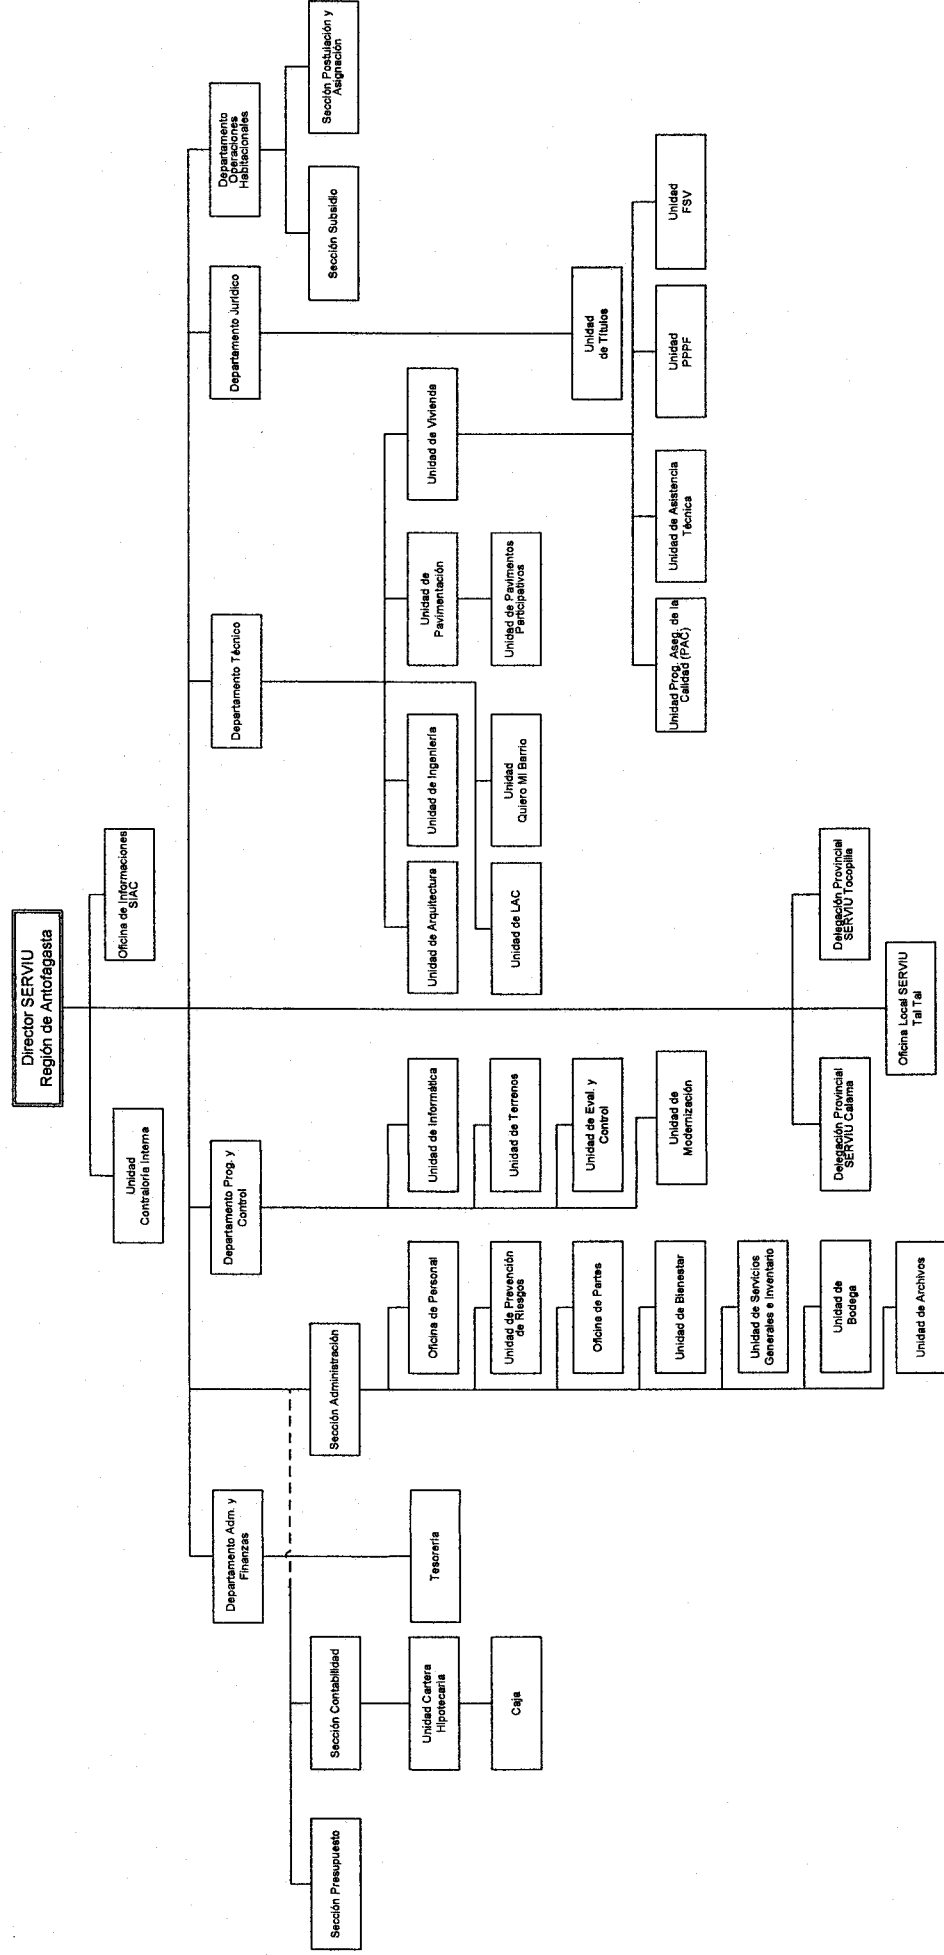 Director SERVIU
Región de Antofagasta
Unidad
Contraloría Interna
Oficina de Informaciones
SIAC
Departamento Adm. y
Finanzas
Departamento Prog. y
Control
Departamento Técnico
Departamento Jurídico
Departamento
Operaciones
Habitacionales
Sección Presupuesto
Sección Contabilidad
Sección Administración
Sección Subsidio
Sección Postulación y
Asignación
Unidad Cartera
Hipotecaria
Tesorería
Oficina de Personal
Unidad de Informática
Unidad de Arquitectura
Unidad de Ingeniería
Unidad de
Pavimentación
Unidad de Vivienda
Caja
Unidad de Prevención
de Riesgos
Unidad de Terrenos
Unidad de LAC
Unidad
Quiero Mi Barrio
Unidad de Pavimentos
Participativos
Oficina de Partes
Unidad de Eval. y
Control
Unidad
de Títulos
Unidad de Bienestar
Unidad de
Modernización
Unidad Prog. Aseg. de la
Calidad (PAC)
Unidad de Asistencia
Técnica
Unidad
PPPF
Unidad
FSV
Unidad de Servicios
Generales e Inventario
Unidad de
Bodega
Delegación Provincial
SERVIU Calama
Delegación Provincial
SERVIU Tocopilla
Unidad de Archivos
Oficina Local SERVIU
Tal Tal